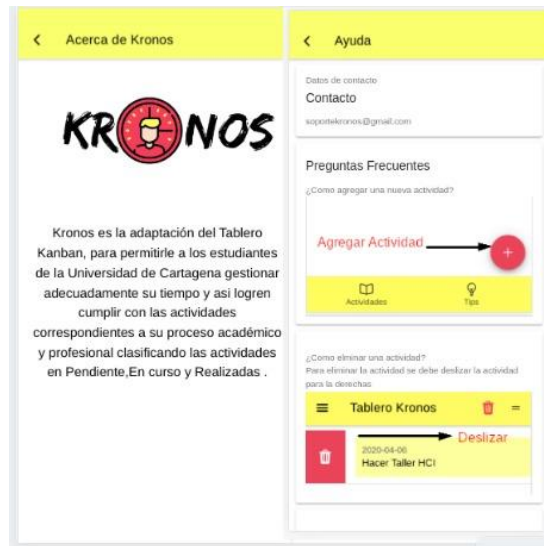 Acerca de Kronos
KRONOS
Kronos es la adaptación del Tablero
Kanban, para permitirle a los estudiantes
de la Universidad de Cartagena gestionar
adecuadamente su tiempo y asi logren
cumplir con las actividades
correspondientes a su proceso académico
y profesional clasificando las actividades
en Pendiente,En curso y Realizadas .
Ayuda
Datos de contacto
Contacto
soportekronos@gmail.com
Preguntas Frecuentes
¿Como agregar una nueva actividad?
Agregar Actividad
Actividades
Tips
¿Como elminar una actividad?
Para eliminar la actividad se debe deslizar la actividad
para la derechas
Tablero Kronos
Deslizar
2020-04-06
Hacer Taller HCI